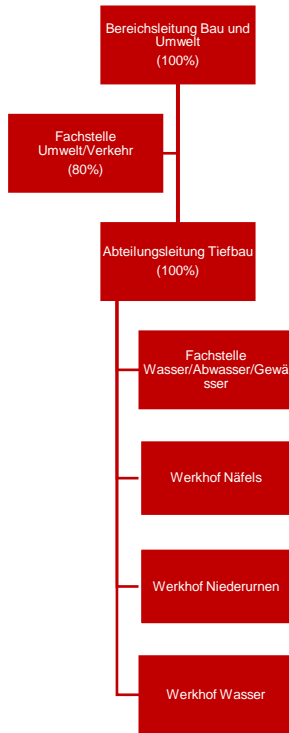 Bereichsleitung Bau und
Umwelt
(100%)
Fachstelle
Umwelt/Verkehr
(80%)
Abteilungsleitung Tiefbau
(100%)
Fachstelle
Wasser/Abwasser/Gewä
sser
Werkhof Näfels
Werkhof Niederurnen
Werkhof Wasser